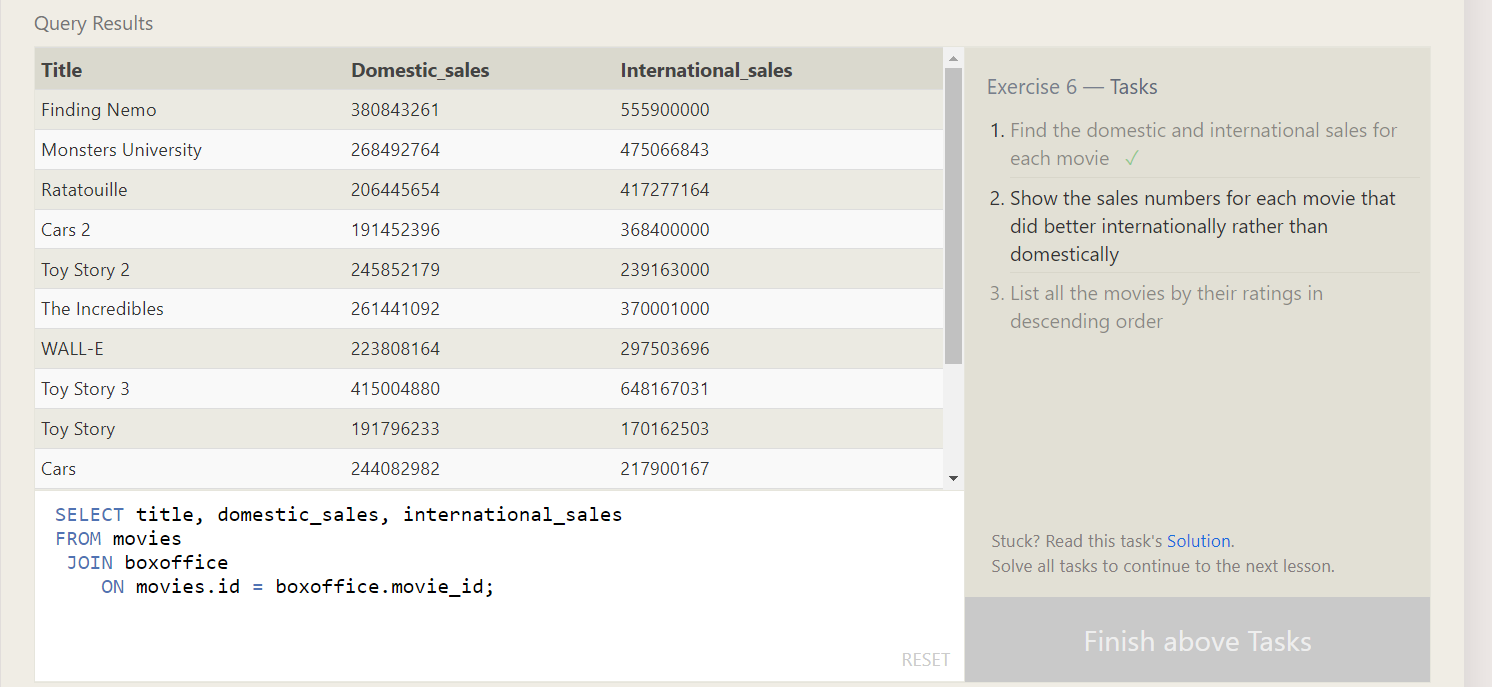 Query Results
Title Domestic_sales International_sales
Finding Nemo 380843261 555900000
Monsters University 268492764 475066843
Ratatouille 206445654 417277164
Cars 2 191452396 368400000
Toy Story 2 245852179 239163000
The Incredibles 261441092 370001000
WALL-E 223808164 297503696
Toy Story 3 415004880 648167031
Toy Story 191796233 170162503
Cars 244082982 217900167
SELECT title, domestic_sales, international_sales
FROM movies
JOIN boxoffice
ON movies.id = boxoffice.movie_id;
RESET
Exercise 6 — Tasks
1. Find the domestic and international sales for
each movie ✓
2. Show the sales numbers for each movie that
did better internationally rather than
domestically
3. List all the movies by their ratings in
descending order
Stuck? Read this task's Solution.
Solve all tasks to continue to the next lesson.
Finish above Tasks